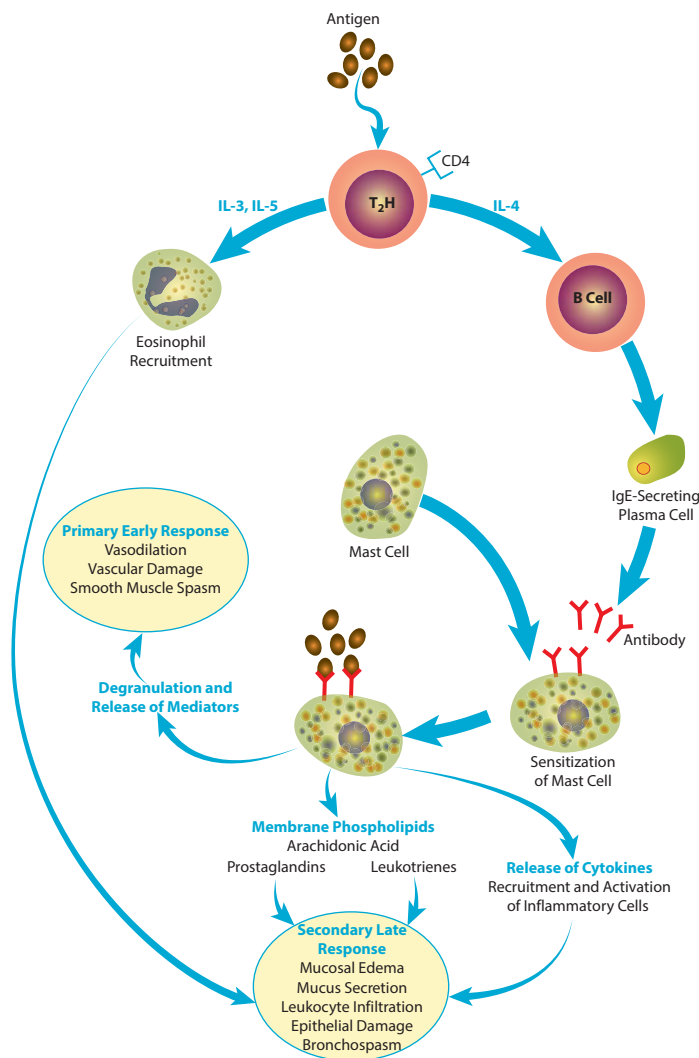 Antigen
CD4
T2H
IL-3, IL-5
IL-4
B Cell
Eosinophil
Recruitment
IgE-Secreting
Plasma Cell
Mast Cell
Primary Early Response
Vasodilation
Vascular Damage
Smooth Muscle Spasm
Antibody
Degranulation and
Release of Mediators
Sensitization
of Mast Cell
Membrane Phospholipids
Arachidonic Acid
Prostaglandins
Leukotrienes
Release of Cytokines
Recruitment and Activation
of Inflammatory Cells
Secondary Late
Response
Mucosal Edema
Mucus Secretion
Leukocyte Infiltration
Epithelial Damage
Bronchospasm